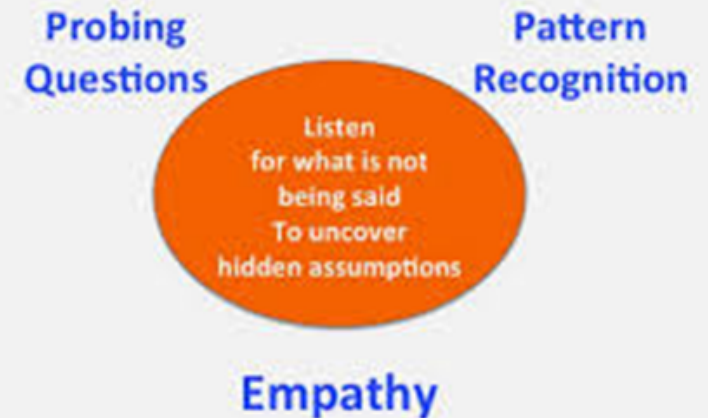 Probing
Questions
Pattern
Recognition
Listen
for what is not
being said
To uncover
hidden assumptions
Empathy